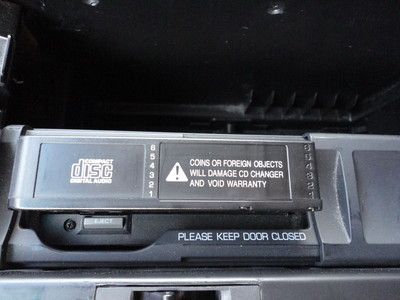 COMPACT
disc
DIGITAL AUDIO
6
5
4
3
2
1
COINS OR FOREIGN OBJECTS
WILL DAMAGE CD CHANGER
AND VOID WARRANTY
6
5
4
3
2
1
EJECT
PLEASE KEEP DOOR CLOSED